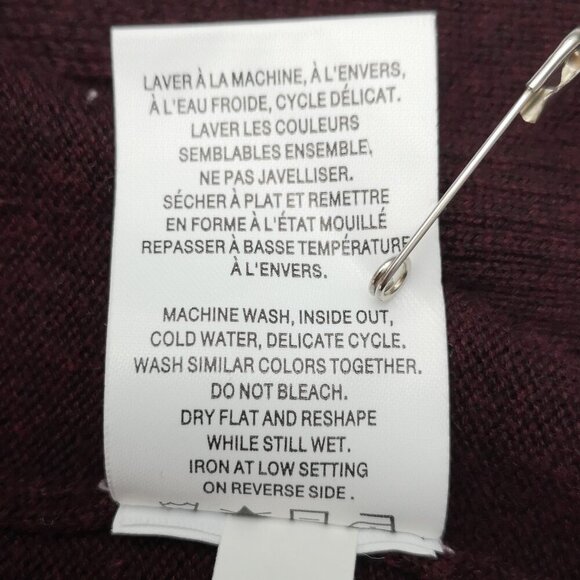 LAVER À LA MACHINE, À L'ENVERS,
À L'EAU FROIDE, CYCLE DÉLICAT.
LAVER LES COULEURS
SEMBLABLES ENSEMBLE,
NE PAS JAVELLISER.
SÉCHER À PLAT ET REMETTRE
EN FORME À L'ÉTAT MOUILLÉ
REPASSER À BASSE TEMPÉRATURE
À L'ENVERS.
MACHINE WASH, INSIDE OUT,
COLD WATER, DELICATE CYCLE.
WASH SIMILAR COLORS TOGETHER.
DO NOT BLEACH.
DRY FLAT AND RESHAPE
WHILE STILL WET.
IRON AT LOW SETTING
ON REVERSE SIDE .